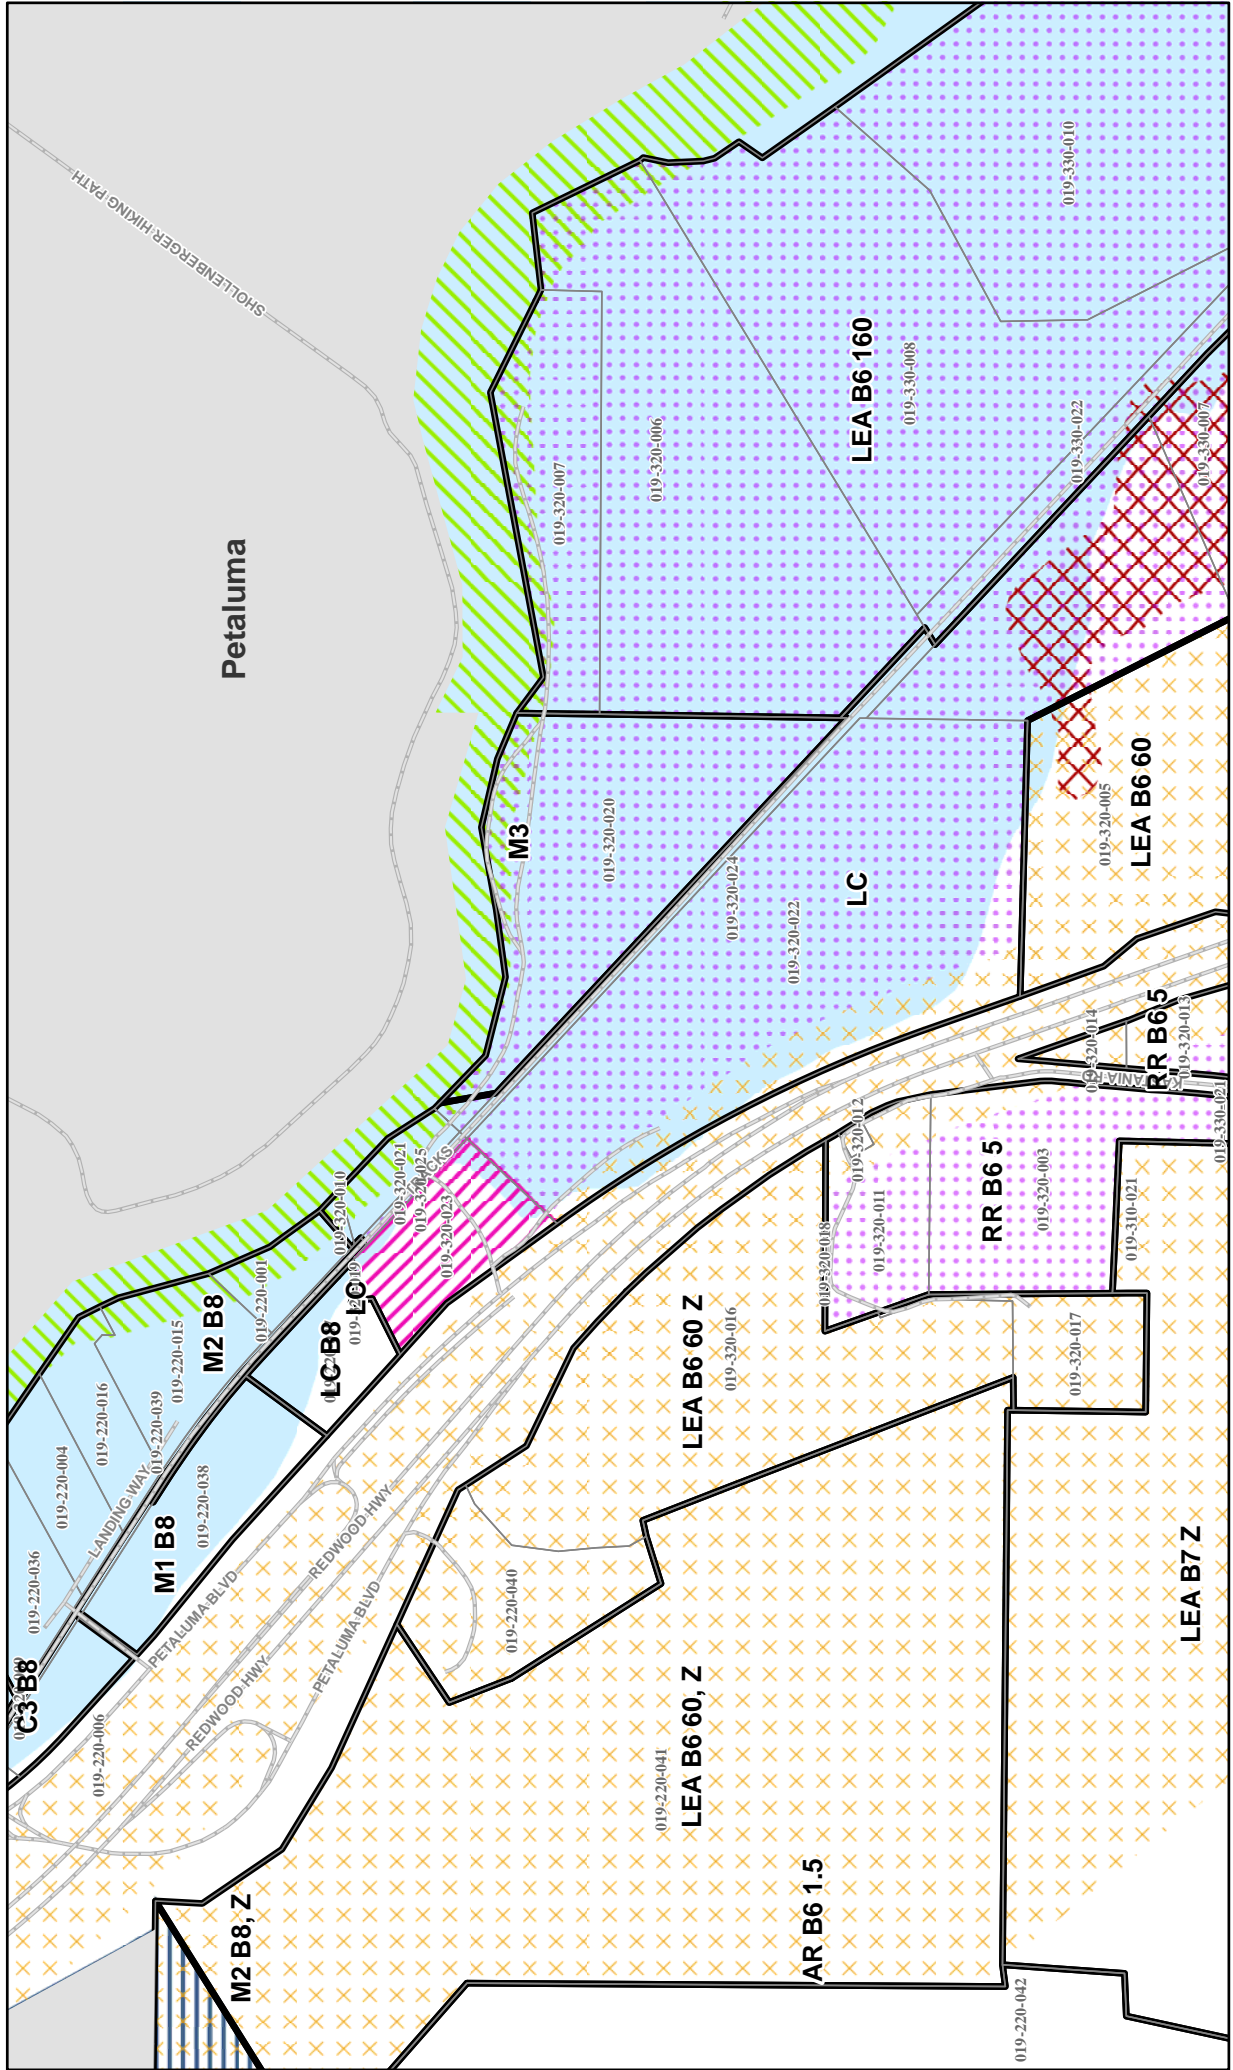 Petaluma
SHOLLENBERGER HIKING PATH
C3 B8
019-220-036
019-220-004
019-220-016
019-220-015
019-220-039
019-220-001
LANDING WAY
M2 B8
M1 B8
019-220-038
LC B8
LC
019-320-010
019-320-021
019-320-025
019-320-023
TRACKS
PETALUMA BLVD
REDWOOD HWY
REDWOOD HWY
PETALUMA BLVD
019-220-006
M2 B8, Z
019-220-040
019-220-041
LEA B6 60, Z
AR B6 1.5
019-220-042
LEA B7 Z
LEA B6 60 Z
019-320-016
019-320-017
019-320-018
019-320-011
019-320-012
RR B6 5
019-320-003
019-310-021
019-330-021
RR B6 5
019-320-014
019-320-013
M3
019-320-020
019-320-024
019-320-022
LC
019-320-005
LEA B6 60
019-320-007
019-320-006
LEA B6 160
019-330-008
019-330-010
019-330-022
019-330-007